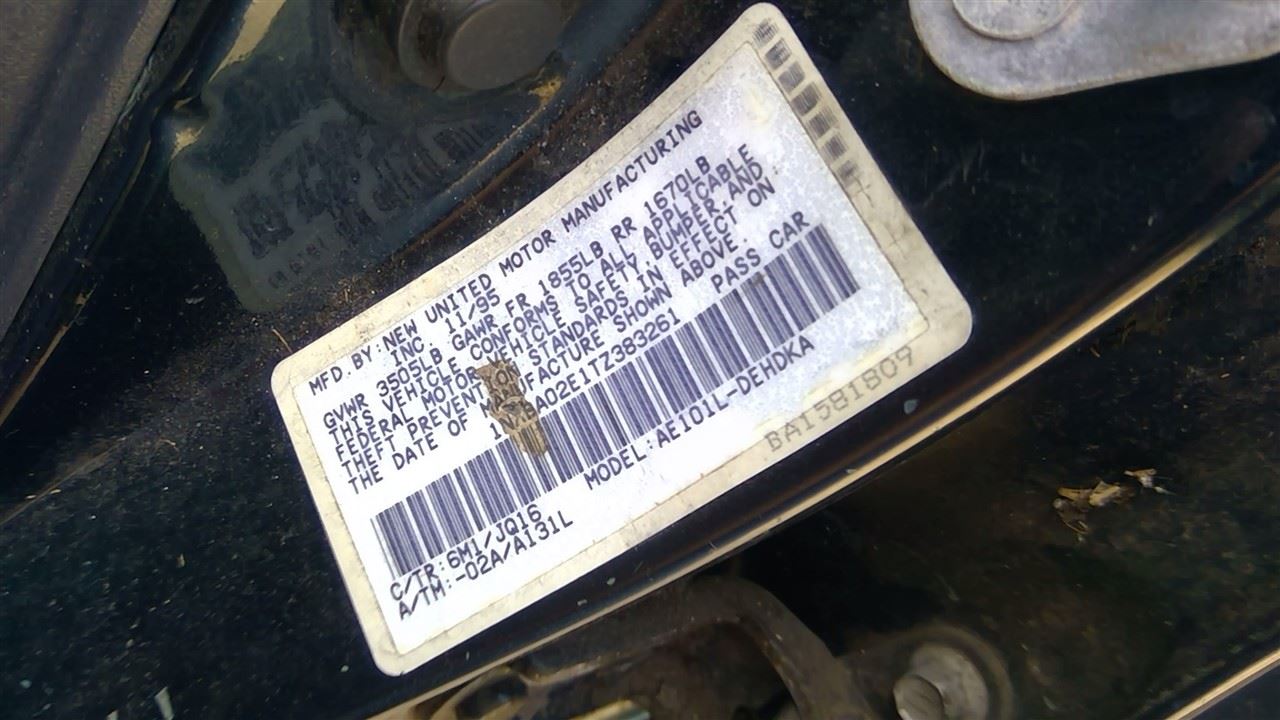 MFD. BY: NEW UNITED MOTOR MANUFACTURING
INC. 11/95
GVWR 3505LB GAWR FR 1855LB RR 1670LB
THIS VEHICLE CONFORMS TO ALL APPLICABLE
FEDERAL MOTOR VEHICLE SAFETY, BUMPER, AND
THEFT PREVENTION STANDARDS IN EFFECT ON
THE DATE OF MANUFACTURE SHOWN ABOVE.
PASS CAR
MODEL: AE101L-DEHDKA
C/TR: 6M1/JQ16
A/TM: -02A/A131L
BA1581809